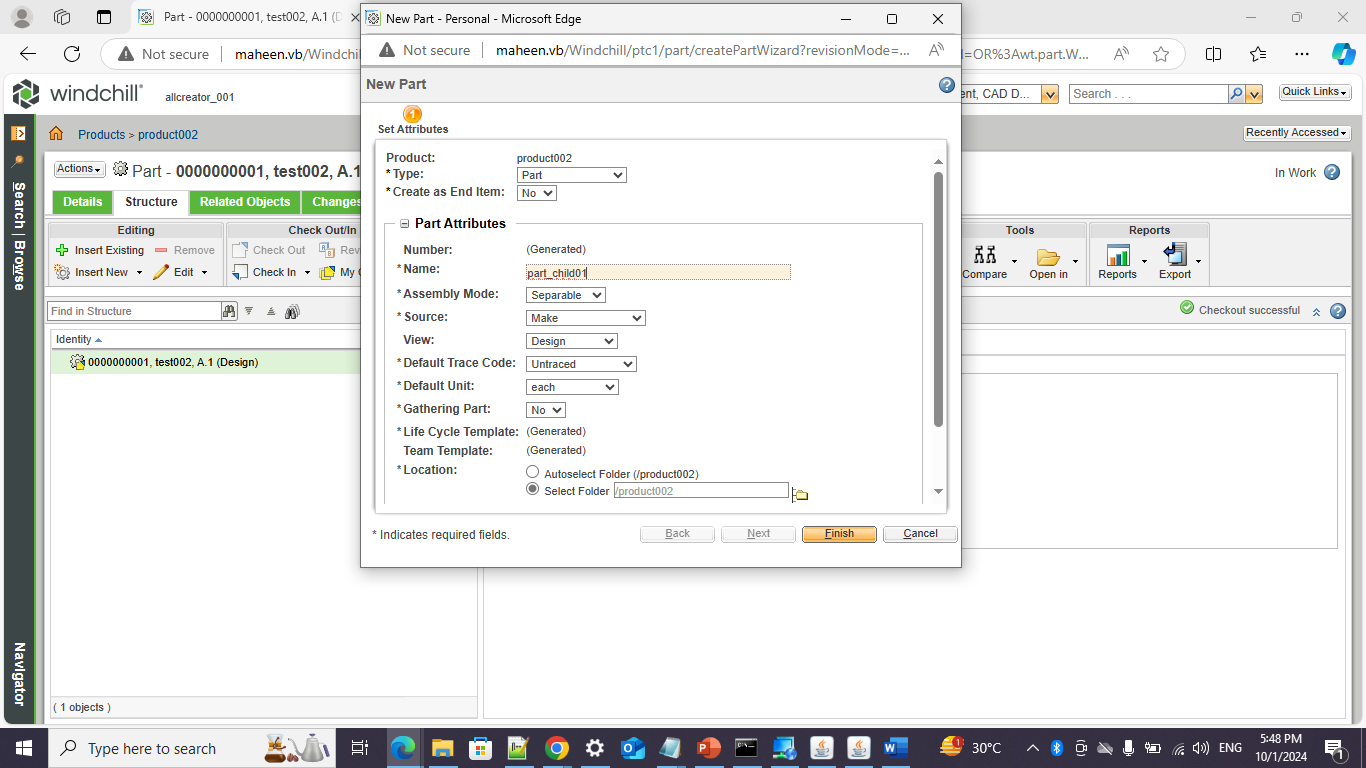 Part - 0000000001, test002, A.1 (D
New Part - Personal - Microsoft Edge
Not secure maheen.vb/Windchil
Not secure maheen.vb/Windchill/ptc1/part/createPartWizard?revisionMode=...
=OR%3Awt.part.W...
windchill
allcreator_001
New Part
ent, CAD D...
Search . . .
Quick Links
Products > product002
Recently Accessed
1
Set Attributes
Actions
Part - 0000000001, test002, A.1
In Work
Details
Structure
Related Objects
Changes
Search | Browse
Navigator
Editing
Check Out/In
Insert Existing
Remove
Check Out
Rev
Insert New
Edit
Check In
My C
Tools
Reports
Compare
Open in
Reports
Export
Find in Structure
Checkout successful
Identity
0000000001, test002, A.1 (Design)
( 1 objects )
Product: product002
*Type: Part
*Create as End Item: No
Part Attributes
Number: (Generated)
*Name: part_child01
*Assembly Mode: Separable
*Source: Make
View: Design
*Default Trace Code: Untraced
*Default Unit: each
*Gathering Part: No
*Life Cycle Template: (Generated)
Team Template: (Generated)
*Location: Autoselect Folder (/product002)
Select Folder /product002
* Indicates required fields.
Back
Next
Finish
Cancel
Type here to search
1
30°C
ENG
5:48 PM
10/1/2024
1